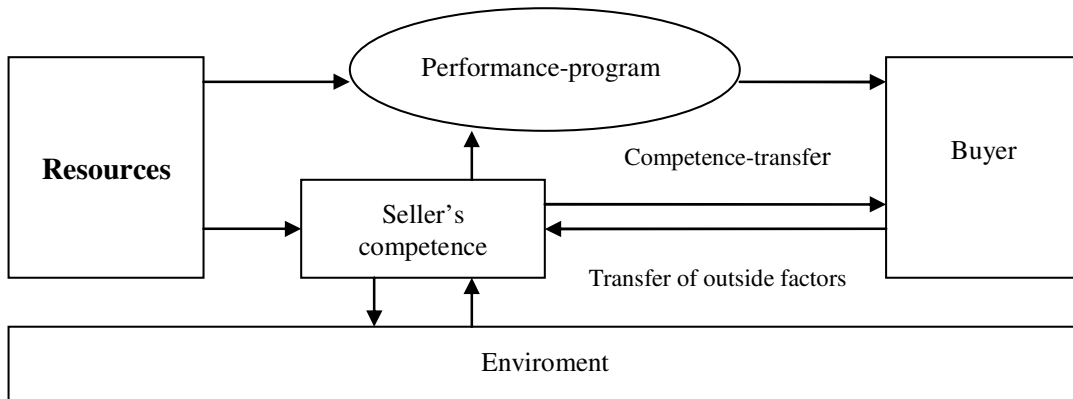 Performance-program
Resources
Buyer
Competence-transfer
Seller’s
competence
Transfer of outside factors
Enviroment